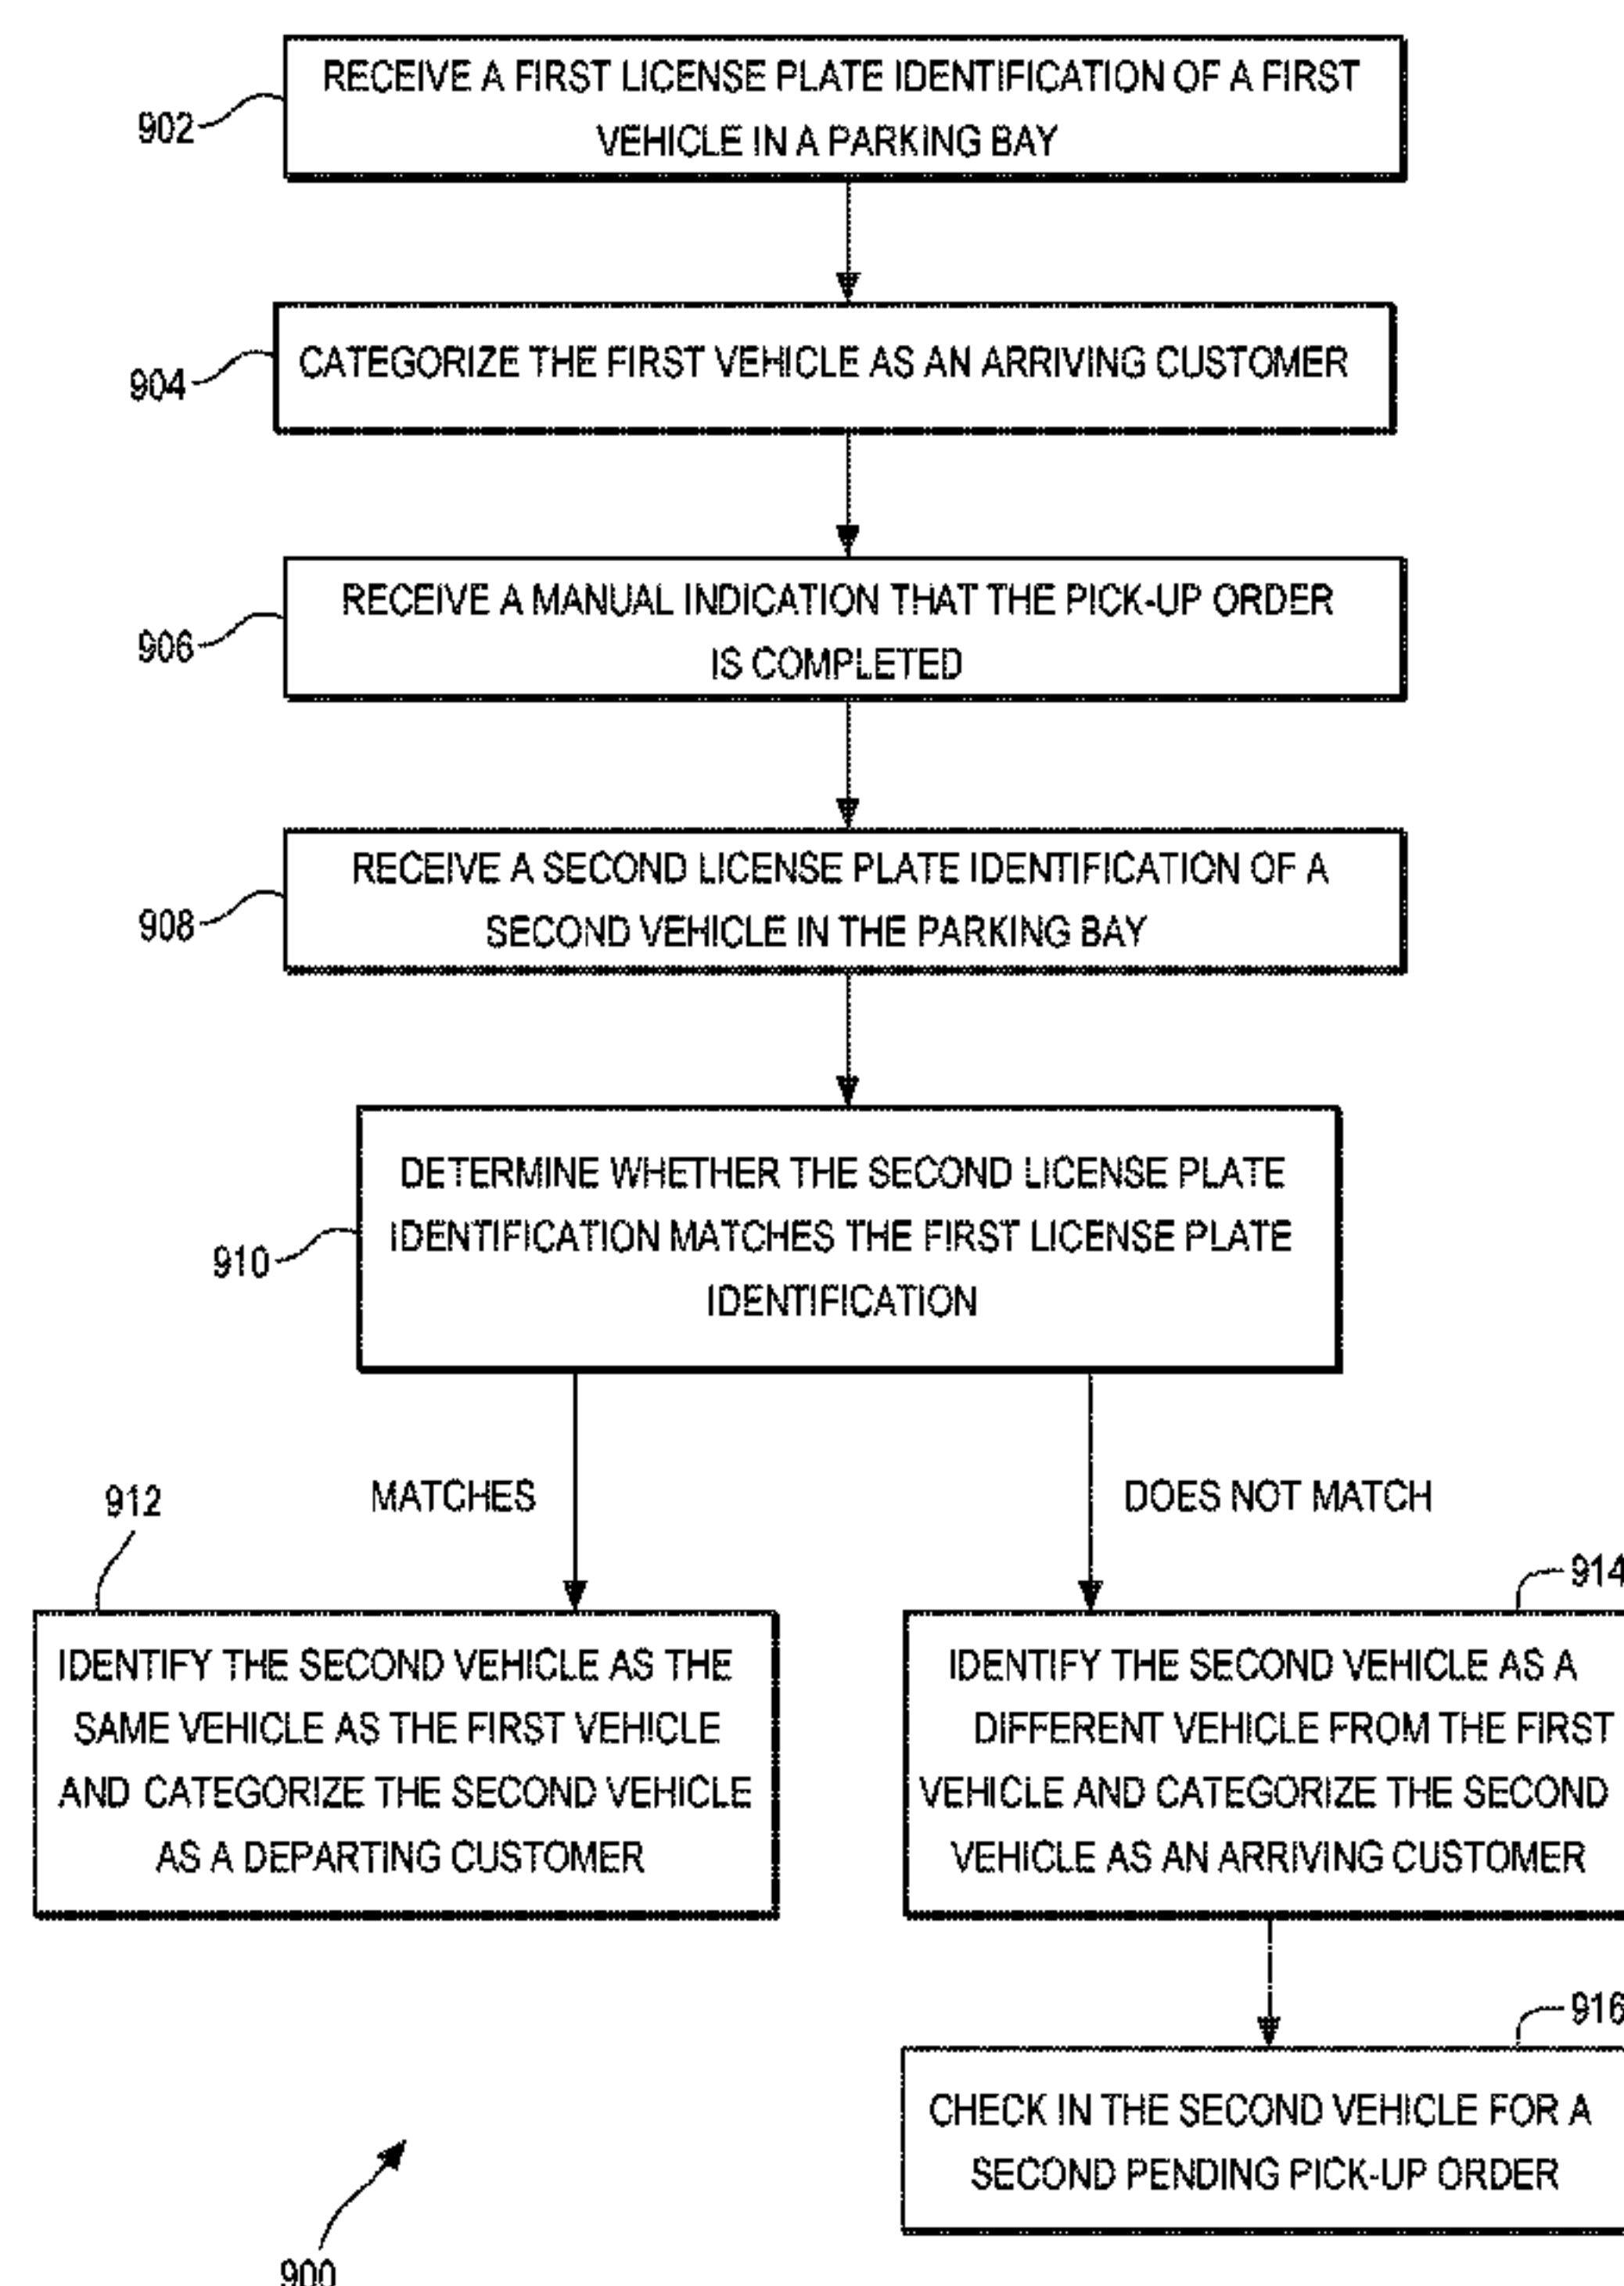 RECEIVE A FIRST LICENSE PLATE IDENTIFICATION OF A FIRST
VEHICLE IN A PARKING BAY
902
CATEGORIZE THE FIRST VEHICLE AS AN ARRIVING CUSTOMER
904
RECEIVE A MANUAL INDICATION THAT THE PICK-UP ORDER
IS COMPLETED
906
RECEIVE A SECOND LICENSE PLATE IDENTIFICATION OF A
SECOND VEHICLE IN THE PARKING BAY
908
DETERMINE WHETHER THE SECOND LICENSE PLATE
IDENTIFICATION MATCHES THE FIRST LICENSE PLATE
IDENTIFICATION
910
MATCHES
DOES NOT MATCH
912
IDENTIFY THE SECOND VEHICLE AS THE
SAME VEHICLE AS THE FIRST VEHICLE
AND CATEGORIZE THE SECOND VEHICLE
AS A DEPARTING CUSTOMER
914
IDENTIFY THE SECOND VEHICLE AS A
DIFFERENT VEHICLE FROM THE FIRST
VEHICLE AND CATEGORIZE THE SECOND
VEHICLE AS AN ARRIVING CUSTOMER
916
CHECK IN THE SECOND VEHICLE FOR A
SECOND PENDING PICK-UP ORDER
900